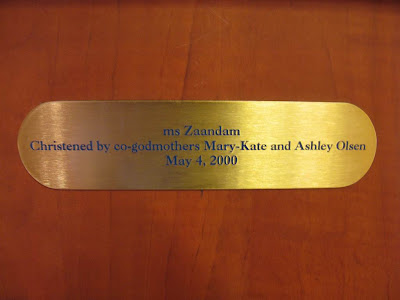 ms Zaandam
Christened by co-godmothers Mary-Kate and Ashley Olsen
May 4, 2000